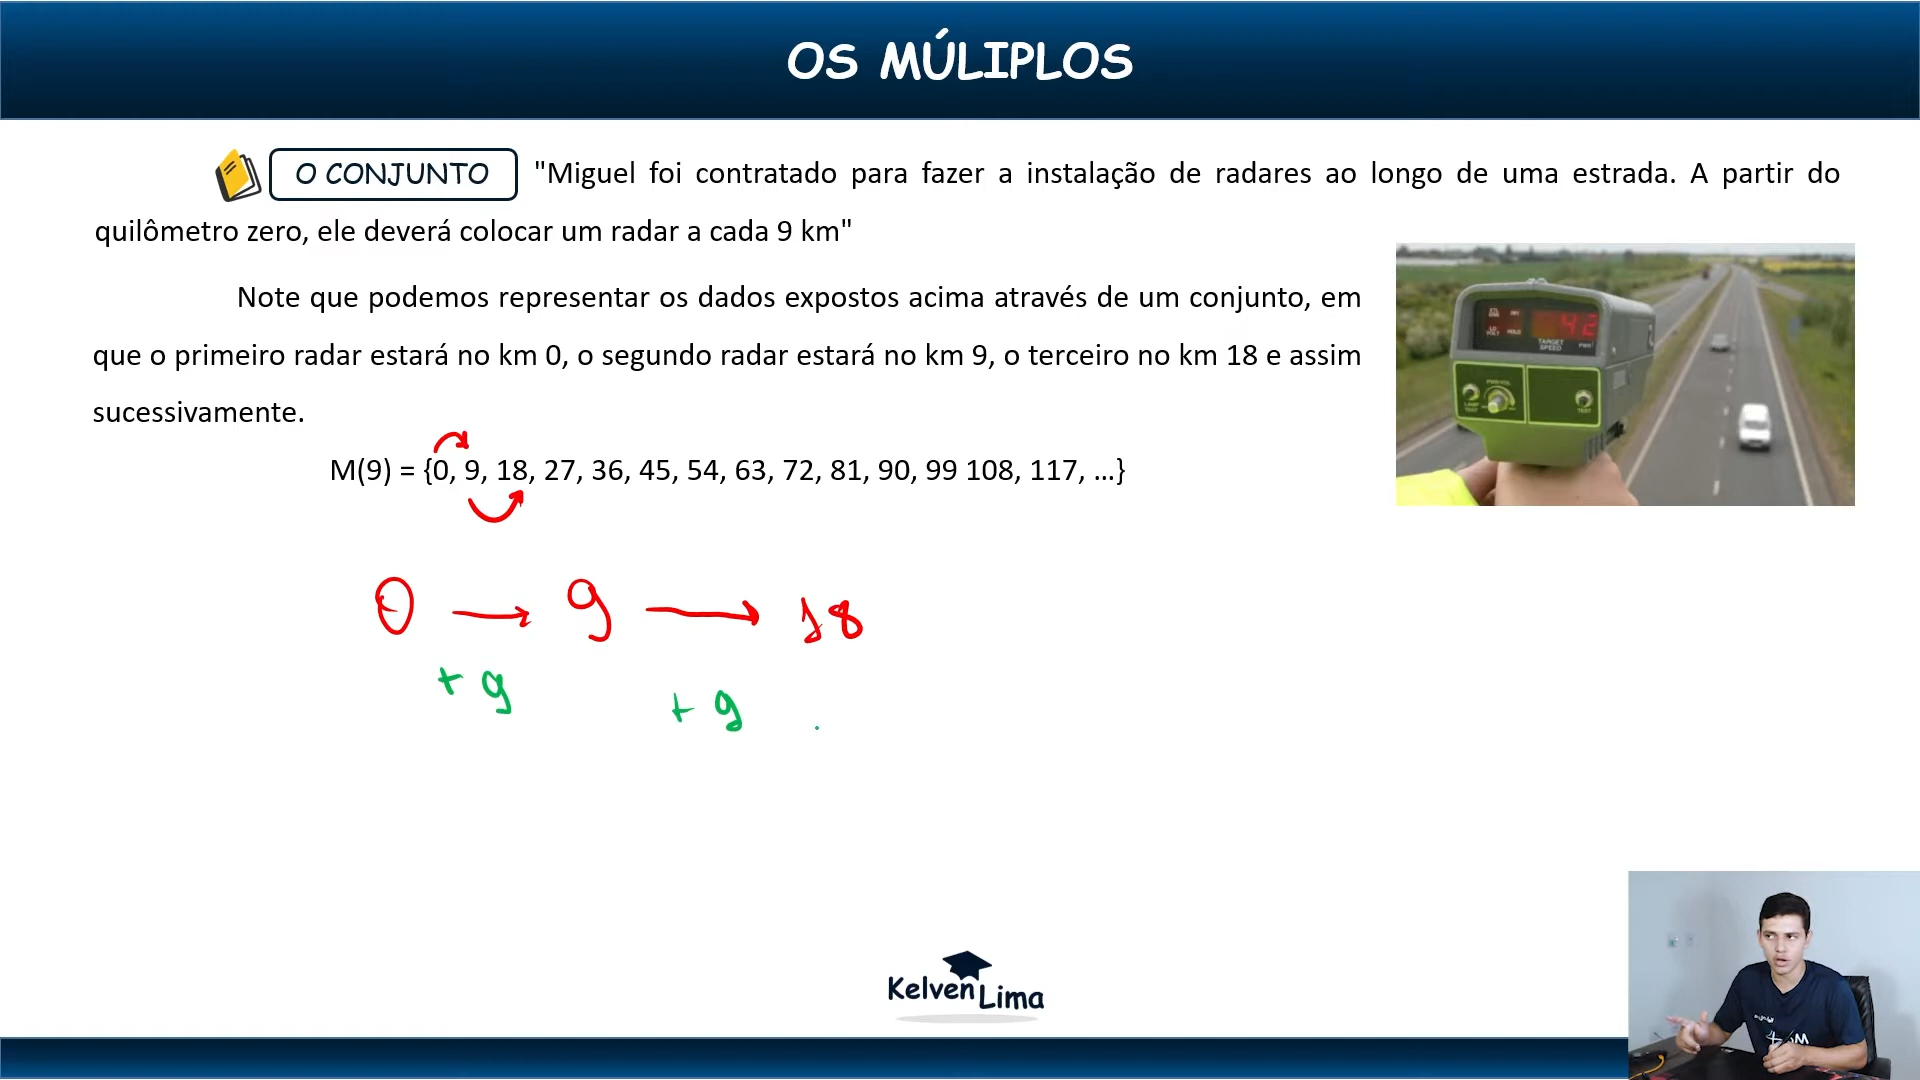 OS MÚLIPLOS
O CONJUNTO "Miguel foi contratado para fazer a instalação de radares ao longo de uma estrada. A partir do
quilômetro zero, ele deverá colocar um radar a cada 9 km"
Note que podemos representar os dados expostos acima através de um conjunto, em
que o primeiro radar estará no km 0, o segundo radar estará no km 9, o terceiro no km 18 e assim
sucessivamente.
M(9) = {0, 9, 18, 27, 36, 45, 54, 63, 72, 81, 90, 99 108, 117, ...}
0 → 9 → 18
+ 9 + 9
42
TARGET
SPEED
TEST
Kelven Lima